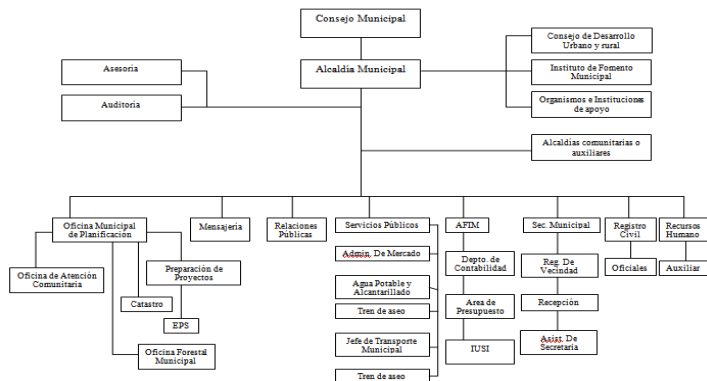 Consejo Municipal
Consejo de Desarrollo
Urbano y rural
Asesoria
Alcaldía Municipal
Instituto de Fomento
Municipal
Auditoria
Organismos e Instituciones
de apoyo
Alcaldías comunitarias o
auxiliares
Oficina Municipal
de Planificación
Mensajería
Relaciones
Públicas
Servicios Públicos
AFIM
Sec. Municipal
Registro
Civil
Recursos
Humano
Oficina de Atención
Comunitaria
Preparación de
Proyectos
Catastro
EPS
Oficina Forestal
Municipal
Admin. De Mercado
Agua Potable y
Alcantarillado
Tren de aseo
Jefe de Transporte
Municipal
Tren de aseo
Depto. de
Contabilidad
Area de
Presupuesto
IUSI
Reg. De
Vecindad
Recepción
Asist. De
Secretaria
Oficiales
Auxiliar